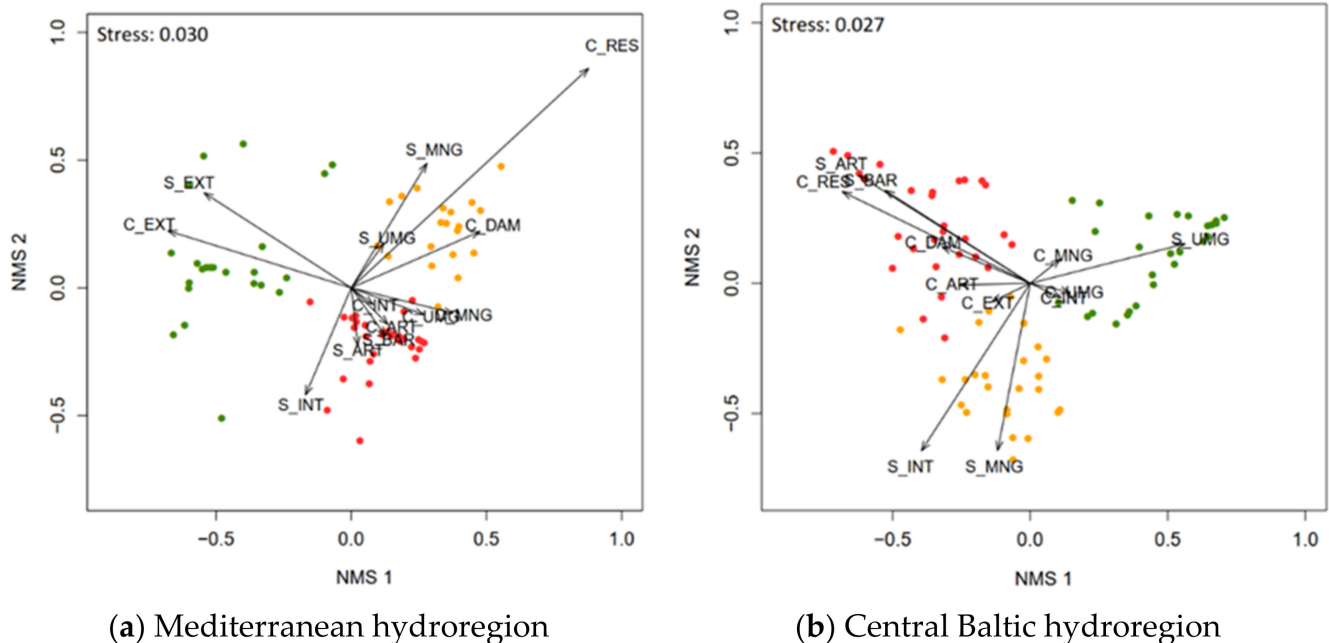 Stress: 0.030
C_RES
S_MNG
S_EXT
C_EXT
C_DAM
S_UMG
C_INT
C_UMG
C_MNG
C_ART
S_BAR
S_ART
S_INT
1.0
0.5
0.0
−0.5
NMS 2
−0.5
0.0
0.5
1.0
NMS 1
(a) Mediterranean hydroregion
Stress: 0.027
S_ART
C_RES
S_BAR
C_DAM
S_UMG
C_MNG
C_ART
C_UMG
C_INT
C_EXT
S_INT
S_MNG
1.0
0.5
0.0
−0.5
NMS 2
−0.5
0.0
0.5
1.0
NMS 1
(b) Central Baltic hydroregion